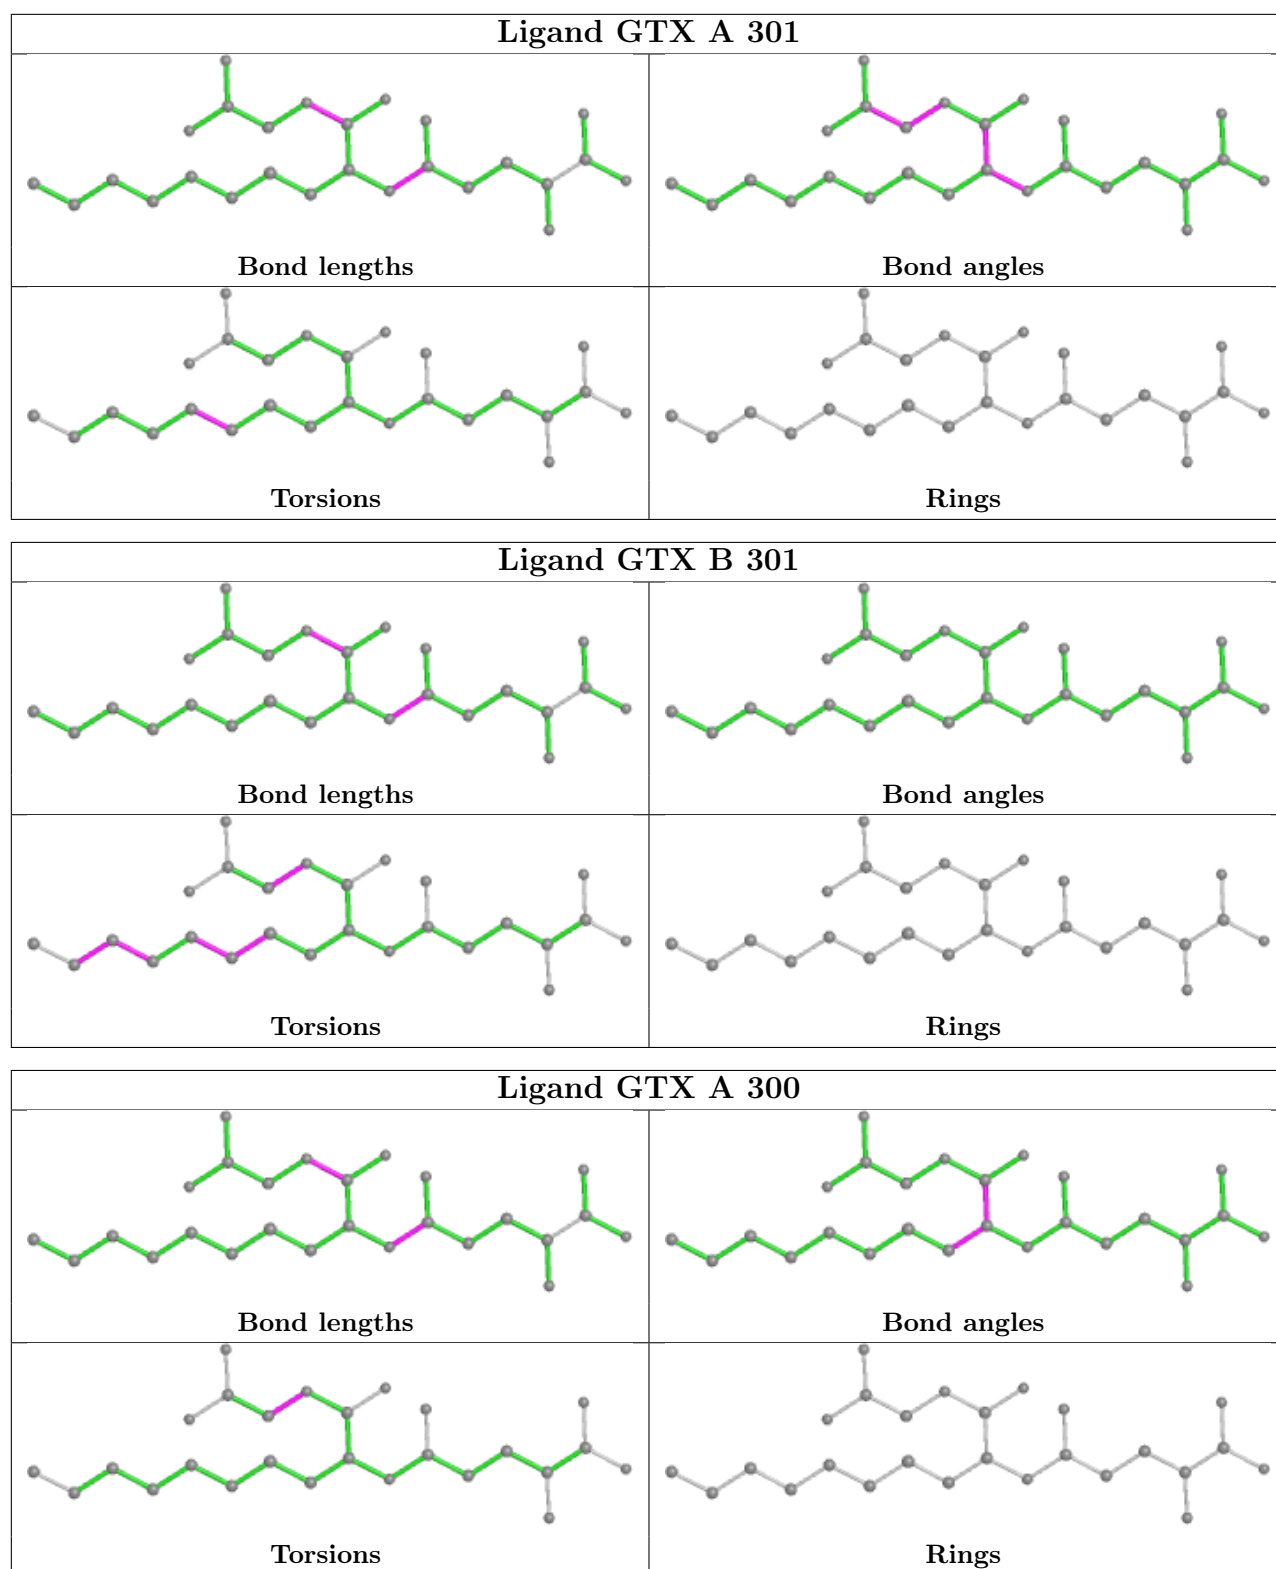 Ligand GTX A 301
Bond lengths
Bond angles
Torsions
Rings
Ligand GTX B 301
Bond lengths
Bond angles
Torsions
Rings
Ligand GTX A 300
Bond lengths
Bond angles
Torsions
Rings